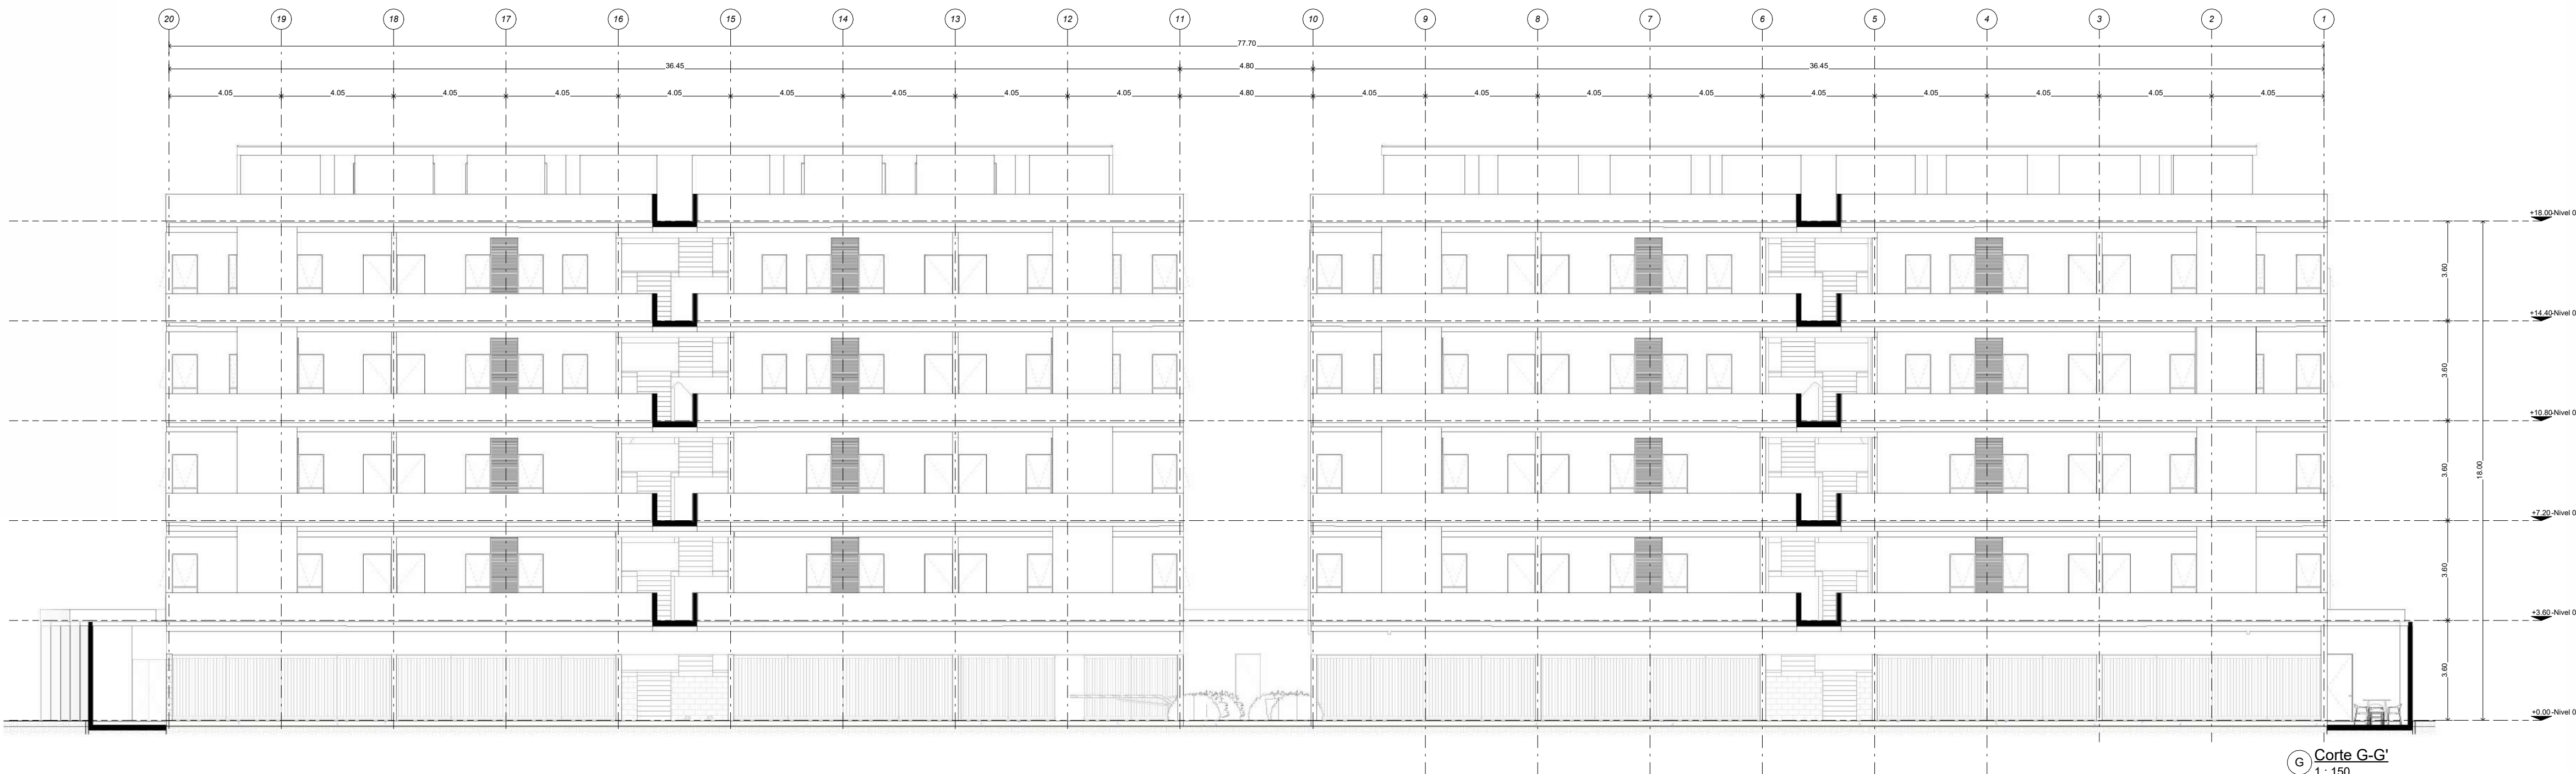 20 19 18 17 16 15 14 13 12 11 10 9 8 7 6 5 4 3 2 1
77.70
36.45 4.80 36.45
4.05 4.05 4.05 4.05 4.05 4.05 4.05 4.05 4.05 4.80 4.05 4.05 4.05 4.05 4.05 4.05 4.05 4.05 4.05
+18.00-Nivel 0
3.60
+14.40-Nivel 0
3.60
+10.80-Nivel 0
3.60
18.00
+7.20-Nivel 0
3.60
+3.60-Nivel 0
3.60
+0.00-Nivel 0
G Corte G-G'
1 : 150